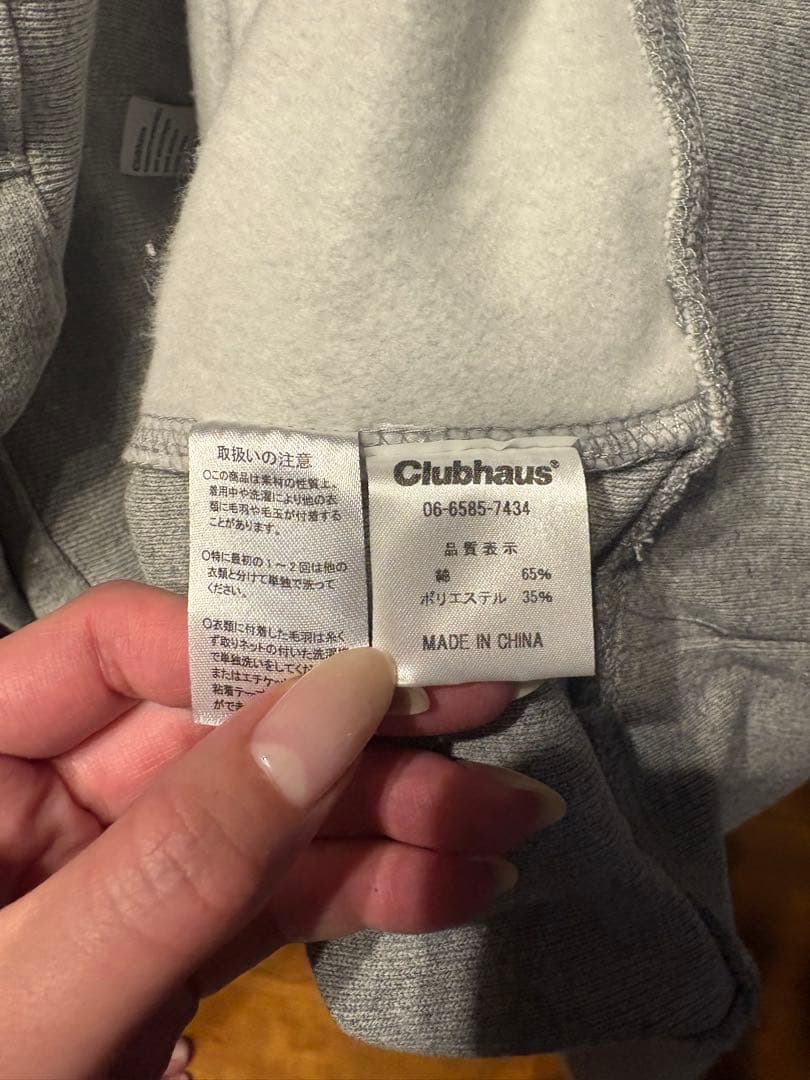 取扱いの注意
○この商品は素材の性質上、
着用中や洗濯により他の衣
類に毛羽や毛玉が付着する
ことがあります。
○特に最初の1～2回は他の
衣類と分けて単独で洗って
ください。
○衣類に付着した毛羽は糸く
ず取りネットの付いた洗濯
で単独洗いをしてくだ
またはエチケッ
粘着テー
ができ
Clubhaus
06-6585-7434
品質表示
綿 65%
ポリエステル 35%
MADE IN CHINA
Clubhaus